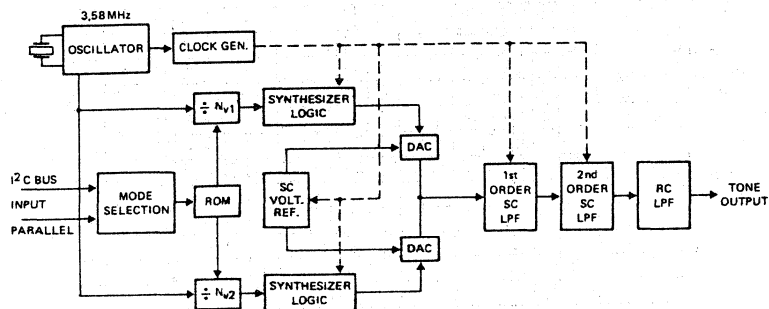 3,58 MHz
OSCILLATOR
CLOCK GEN.
÷ Nv1
SYNTHESIZER
LOGIC
DAC
I²C BUS
INPUT
PARALLEL
MODE
SELECTION
ROM
SC
VOLT.
REF.
1st
ORDER
SC
LPF
2nd
ORDER
SC
LPF
RC
LPF
TONE
OUTPUT
DAC
÷ Nv2
SYNTHESIZER
LOGIC